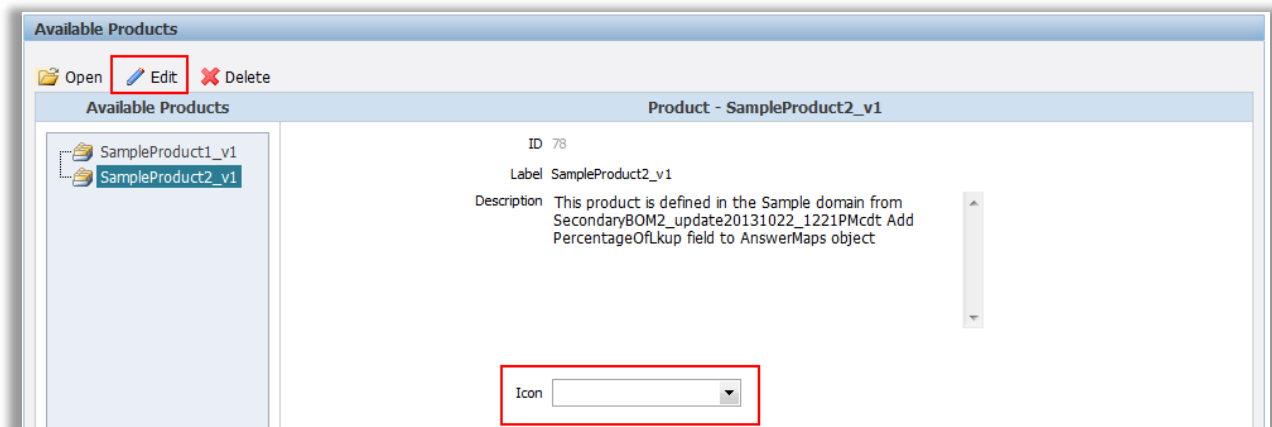 Available Products
Open Edit Delete
Available Products
Product - SampleProduct2_v1
SampleProduct1_v1
SampleProduct2_v1
ID 78
Label SampleProduct2_v1
Description This product is defined in the Sample domain from
SecondaryBOM2_update20131022_1221PMcdt Add
PercentageOfLkup field to AnswerMaps object
Icon